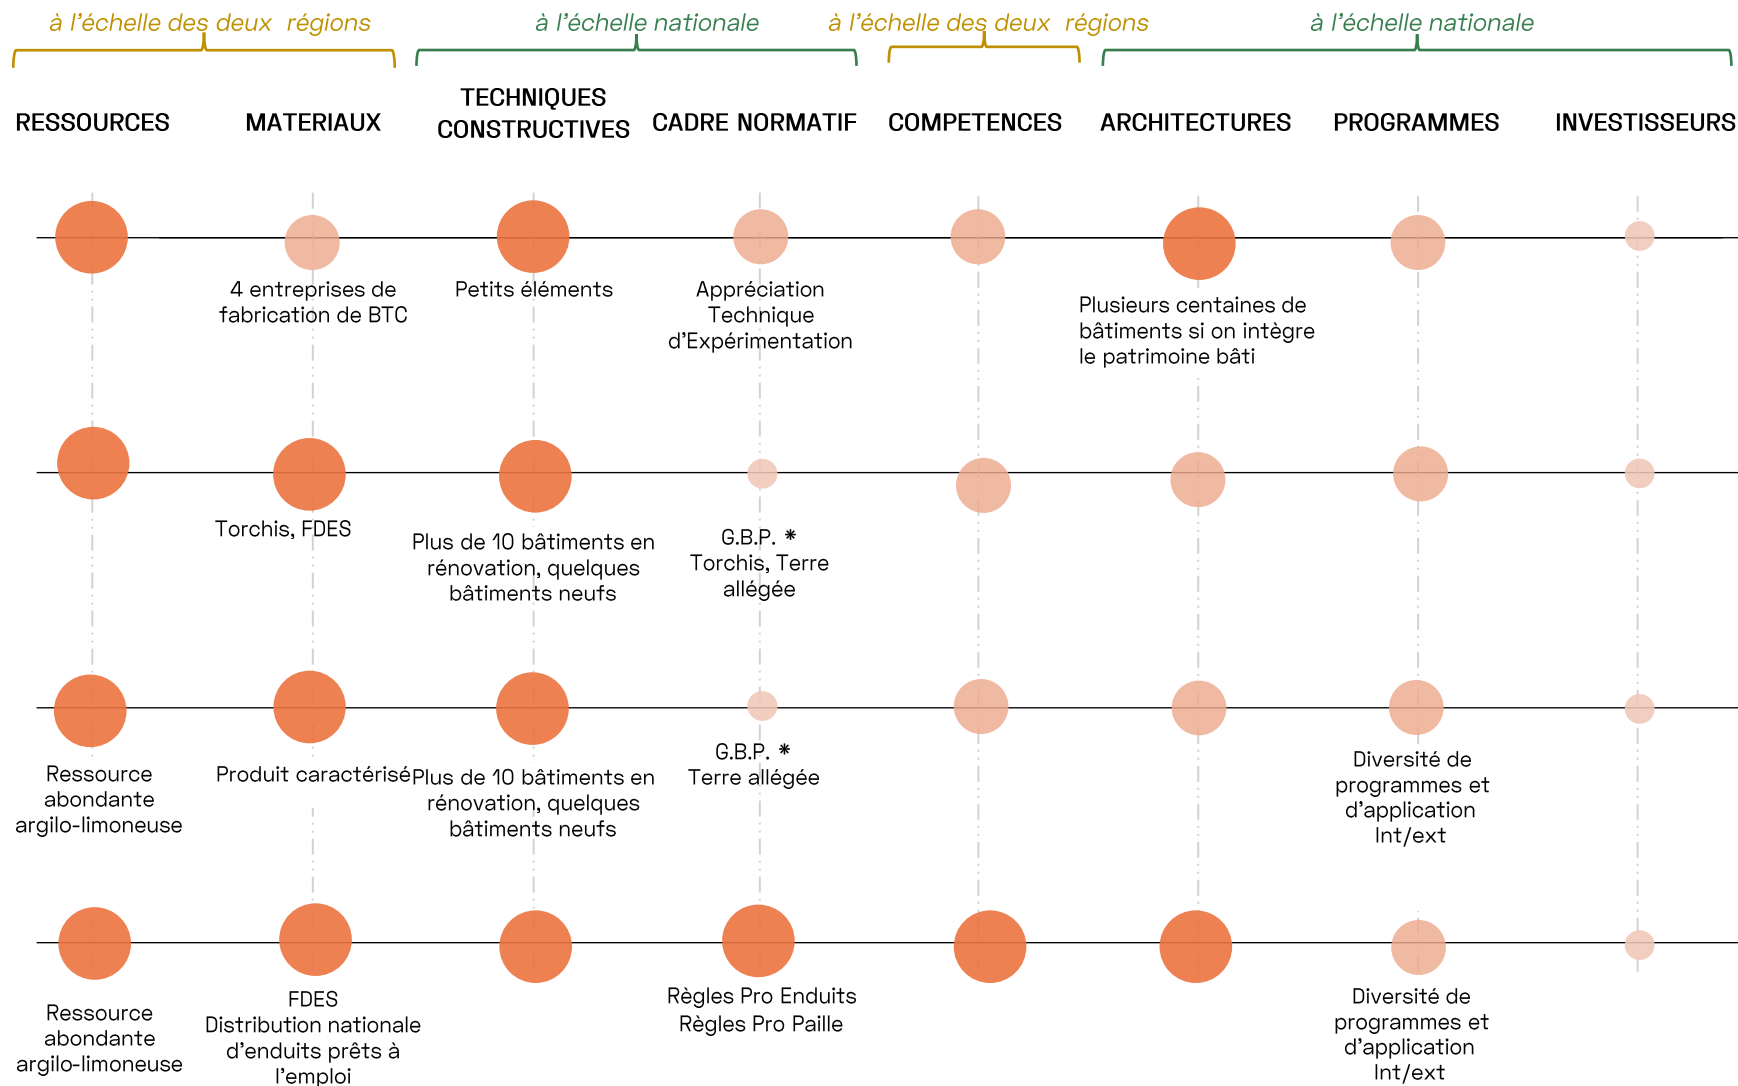 à l'échelle des deux régions
à l'échelle nationale
à l'échelle des deux régions
à l'échelle nationale
RESSOURCES
MATERIAUX
TECHNIQUES
CONSTRUCTIVES
CADRE NORMATIF
COMPETENCES
ARCHITECTURES
PROGRAMMES
INVESTISSEURS
4 entreprises de
fabrication de BTC
Petits éléments
Appréciation
Technique
d'Expérimentation
Plusieurs centaines de
bâtiments si on intègre
le patrimoine bâti
Torchis, FDES
Plus de 10 bâtiments en
rénovation, quelques
bâtiments neufs
G.B.P. *
Torchis, Terre
allégée
Ressource
abondante
argilo-limoneuse
Produit caractérisé
Plus de 10 bâtiments en
rénovation, quelques
bâtiments neufs
G.B.P. *
Terre allégée
Diversité de
programmes et
d'application
Int/ext
Ressource
abondante
argilo-limoneuse
FDES
Distribution nationale
d'enduits prêts à
l'emploi
Règles Pro Enduits
Règles Pro Paille
Diversité de
programmes et
d'application
Int/ext